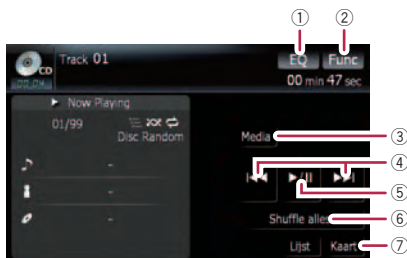 ① ②
CD
Track 01
EQ Func
00 min 47 sec
Now Playing
01/99
Disc Random
Media ③
④
⑤
Shuffle alles ⑥
Lijst Kaart ⑦
-
-
-